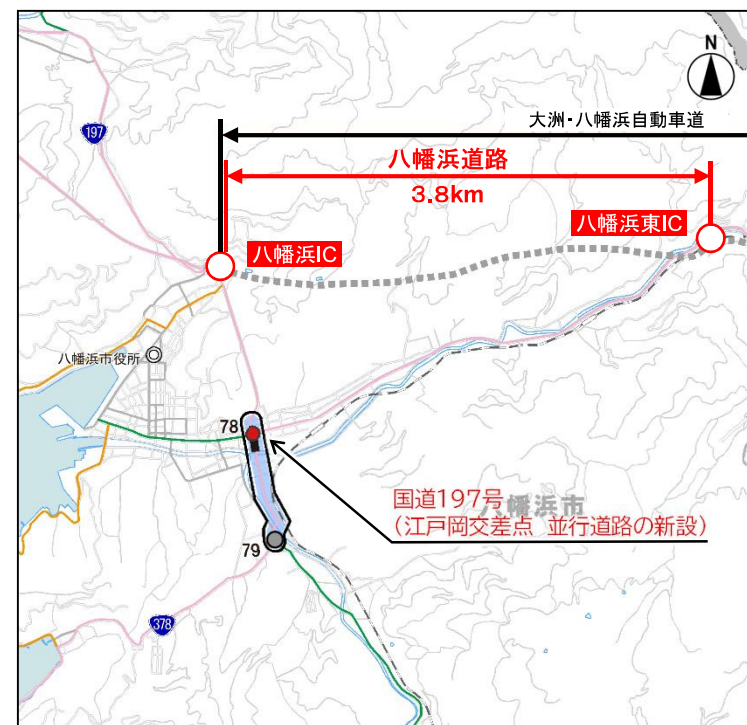 N
大洲・八幡浜自動車道
197
八幡浜道路
3.8km
八幡浜東IC
八幡浜IC
八幡浜市役所
78
国道197号
八幡浜市
(江戸岡交差点 並行道路の新設)
79
378